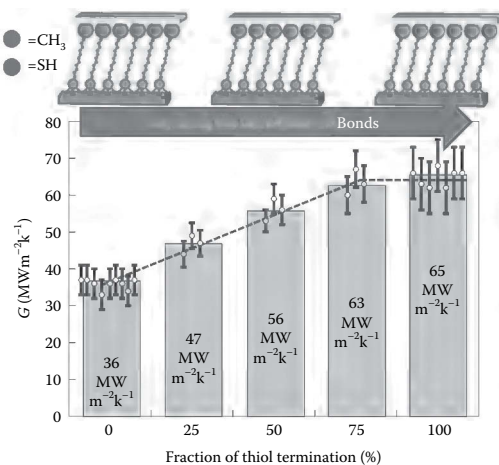 =CH₃
=SH
Bonds
80
70
60
50
40
30
20
10
0
G (MWm⁻²k⁻¹)
36
MW
m⁻²k⁻¹
47
MW
m⁻²k⁻¹
56
MW
m⁻²k⁻¹
63
MW
m⁻²k⁻¹
65
MW
m⁻²k⁻¹
0 25 50 75 100
Fraction of thiol termination (%)